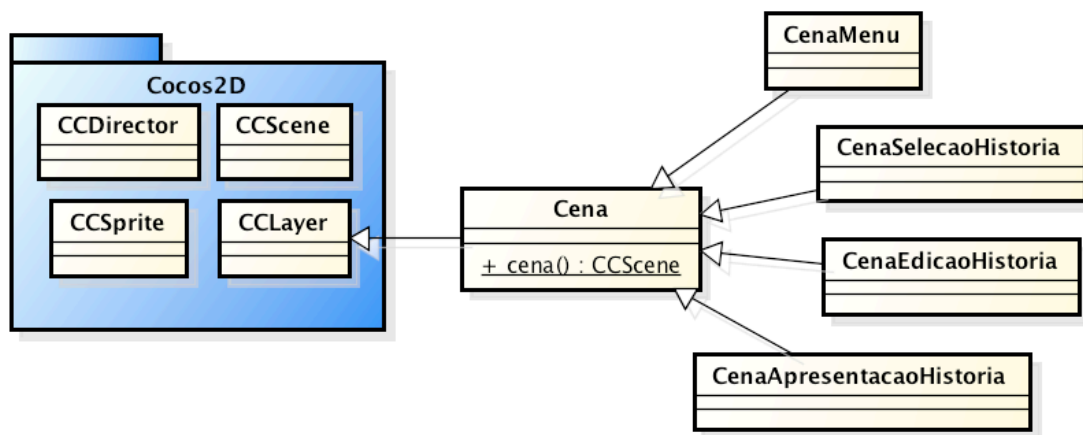 Cocos2D
CCDirector
CCScene
CCSprite
CCLayer
Cena
+ cena() : CCScene
CenaMenu
CenaSelecaoHistoria
CenaEdicaoHistoria
CenaApresentacaoHistoria